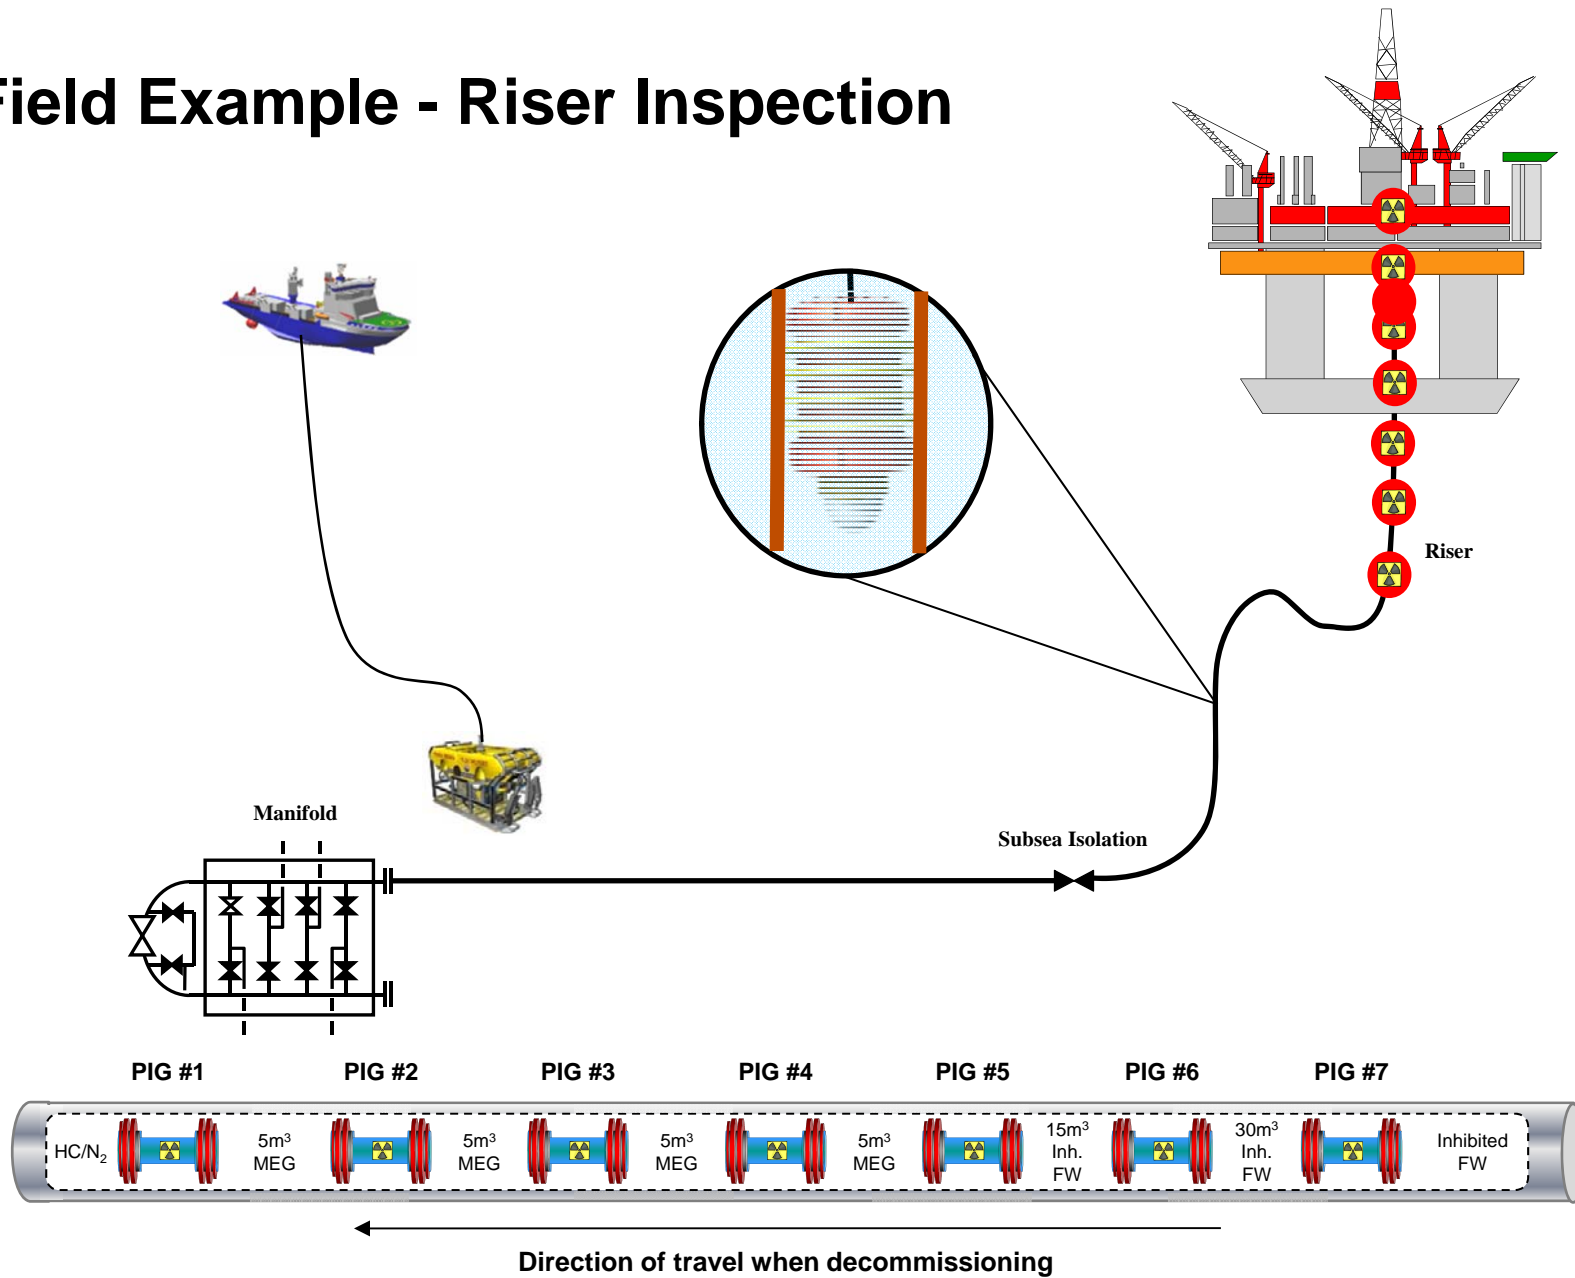 Field Example - Riser Inspection
Riser
Manifold
Subsea Isolation
PIG #1
PIG #2
PIG #3
PIG #4
PIG #5
PIG #6
PIG #7
HC/N₂
5m³
MEG
5m³
MEG
5m³
MEG
5m³
MEG
15m³
Inh.
FW
30m³
Inh.
FW
Inhibited
FW
Direction of travel when decommissioning